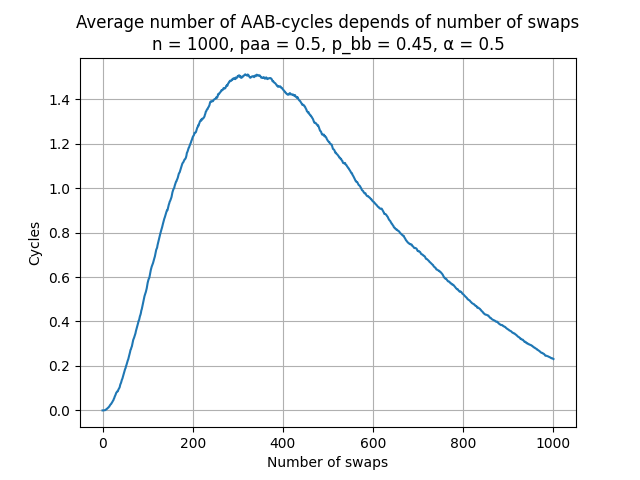 Average number of AAB-cycles depends of number of swaps
n = 1000, paa = 0.5, p_bb = 0.45, α = 0.5
1.4
1.2
1.0
0.8
0.6
0.4
0.2
0.0
Cycles
0 200 400 600 800 1000
Number of swaps